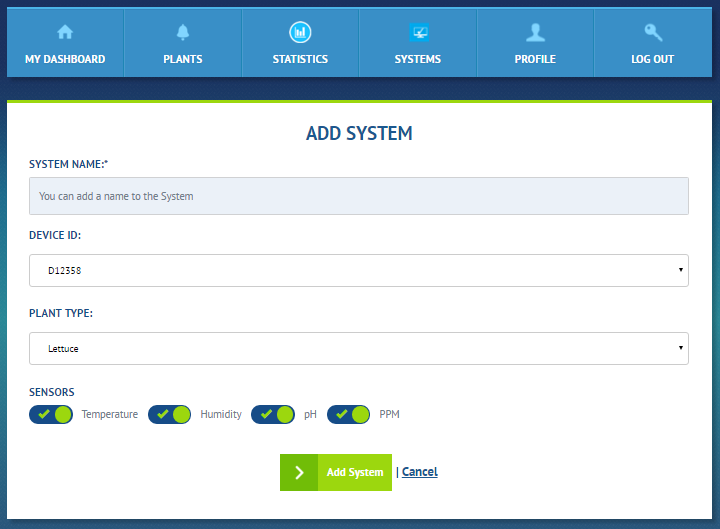 MY DASHBOARD
PLANTS
STATISTICS
SYSTEMS
PROFILE
LOG OUT
ADD SYSTEM
SYSTEM NAME:*
You can add a name to the System
DEVICE ID:
D12358
PLANT TYPE:
Lettuce
SENSORS
Temperature Humidity pH PPM
Add System | Cancel